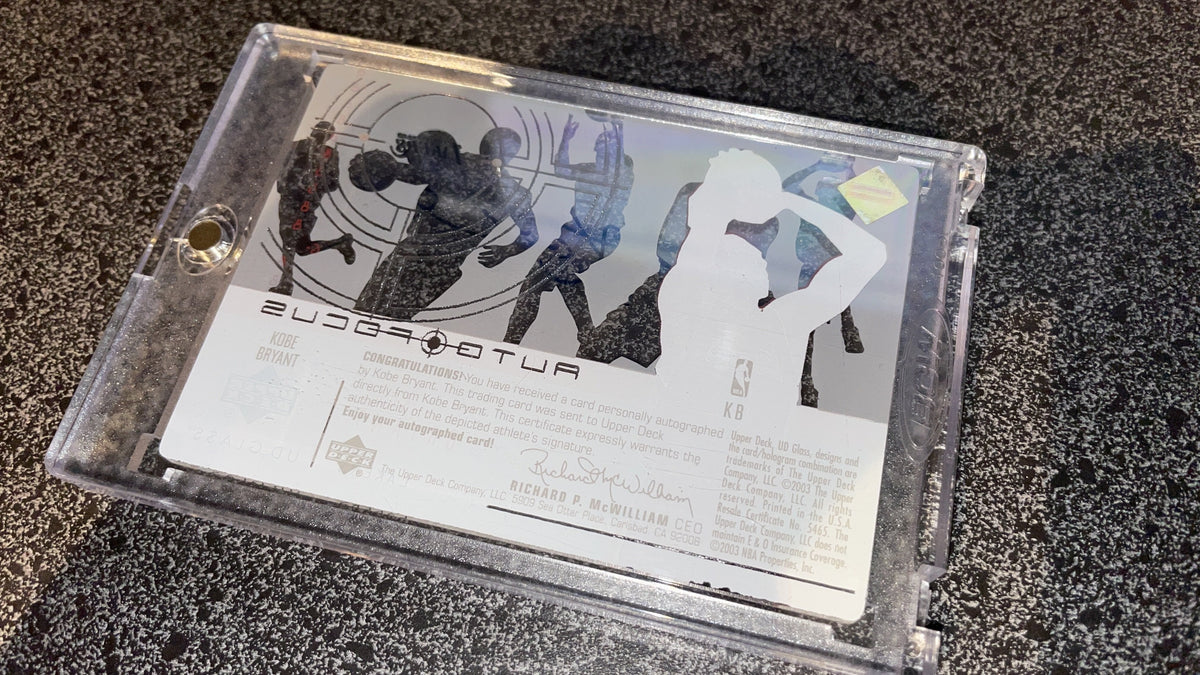 AUTOFOCUS
KOBE
BRYANT
CONGRATULATIONS! You have received a card personally autographed
by Kobe Bryant. This trading card was sent to Upper Deck
directly from Kobe Bryant. This certificate expressly warrants the
authenticity of the depicted athlete's signature.
Enjoy your autographed card!
UPPER
DECK
Richard McWilliam
RICHARD P. McWILLIAM CEO
The Upper Deck Company, LLC 5909 Sea Otter Place, Carlsbad, CA 92008
KB
Upper Deck, UD Glass, designs and
the card/hologram combination are
trademarks of The Upper Deck
Company, LLC. ©2003 The Upper
Deck Company, LLC. All rights
reserved. Printed in the U.S.A.
Resale Certificate No. 5465. The
Upper Deck Company, LLC does not
maintain E & O Insurance Coverage.
©2003 NBA Properties, Inc.
UD GLASS